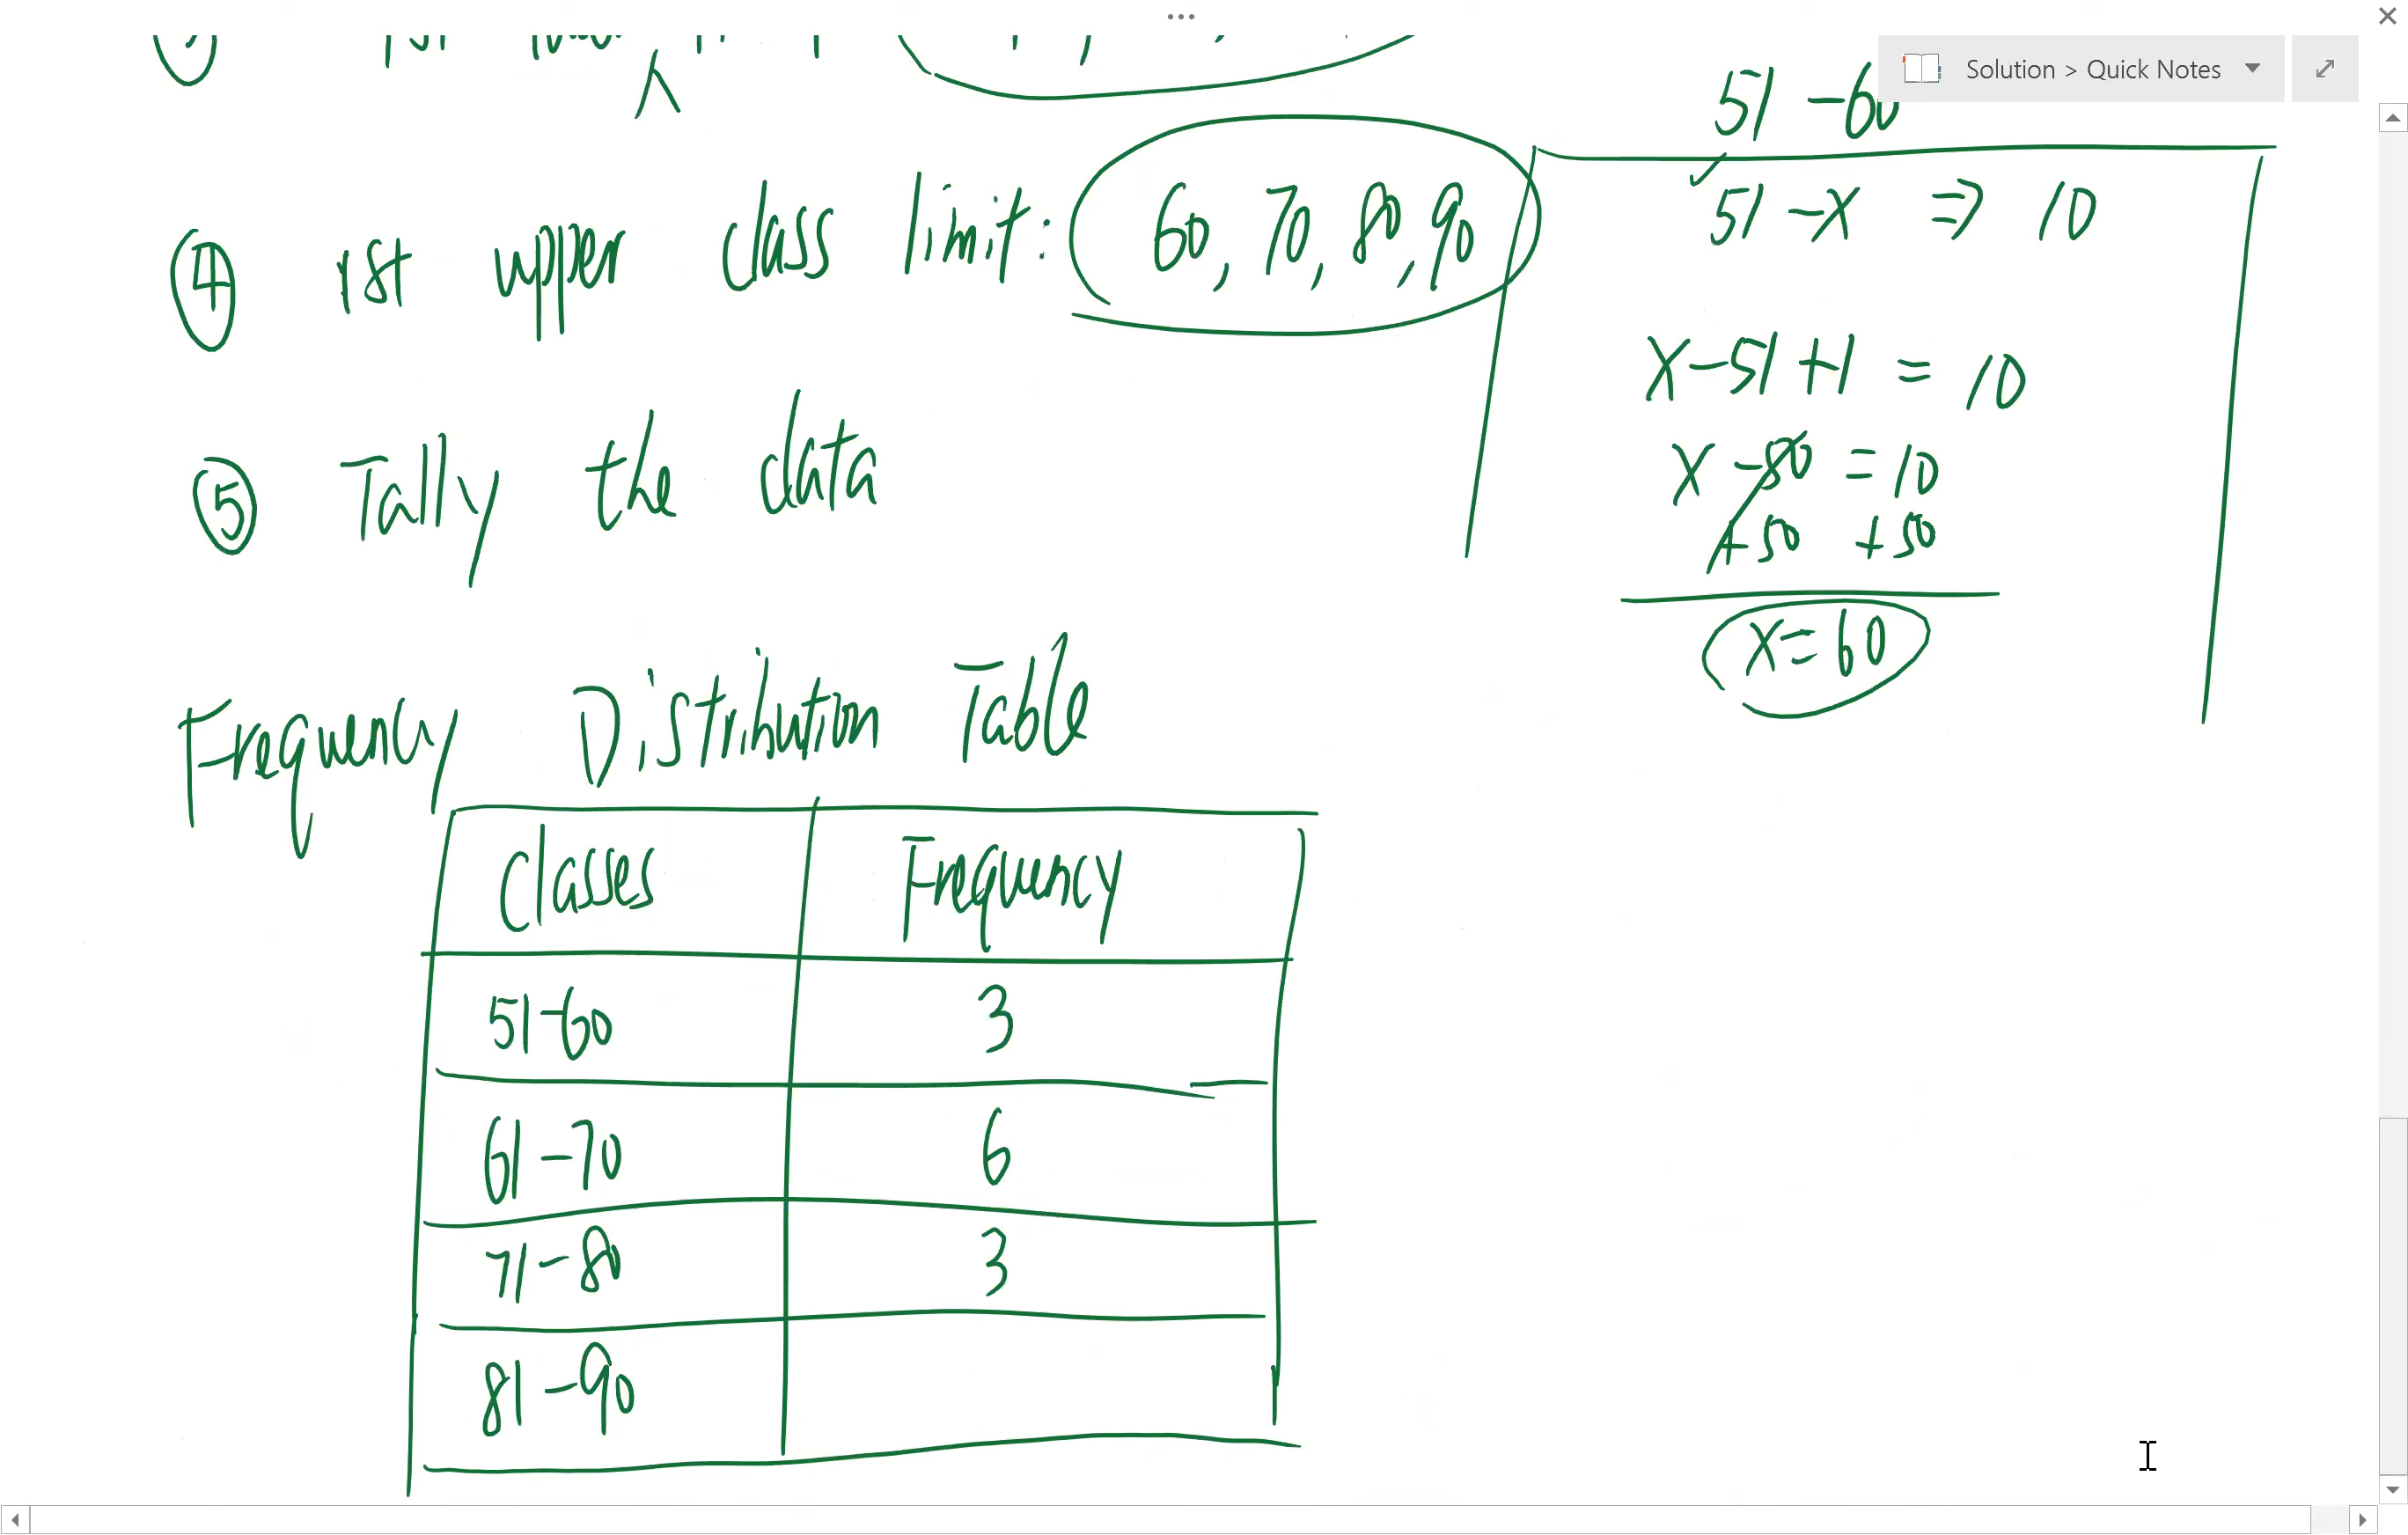 Solution > Quick Notes
51 - 60
④ 1st upper class limit: 60, 70, 80, 90
51 - x ⇒ 10
x - 51 + 1 = 10
⑤ Tally the data
x - 50 = 10
+ 50 + 50
x = 60
Frequency Distribution Table
Classes Frequency
51 - 60 3
61 - 70 6
71 - 80 3
81 - 90